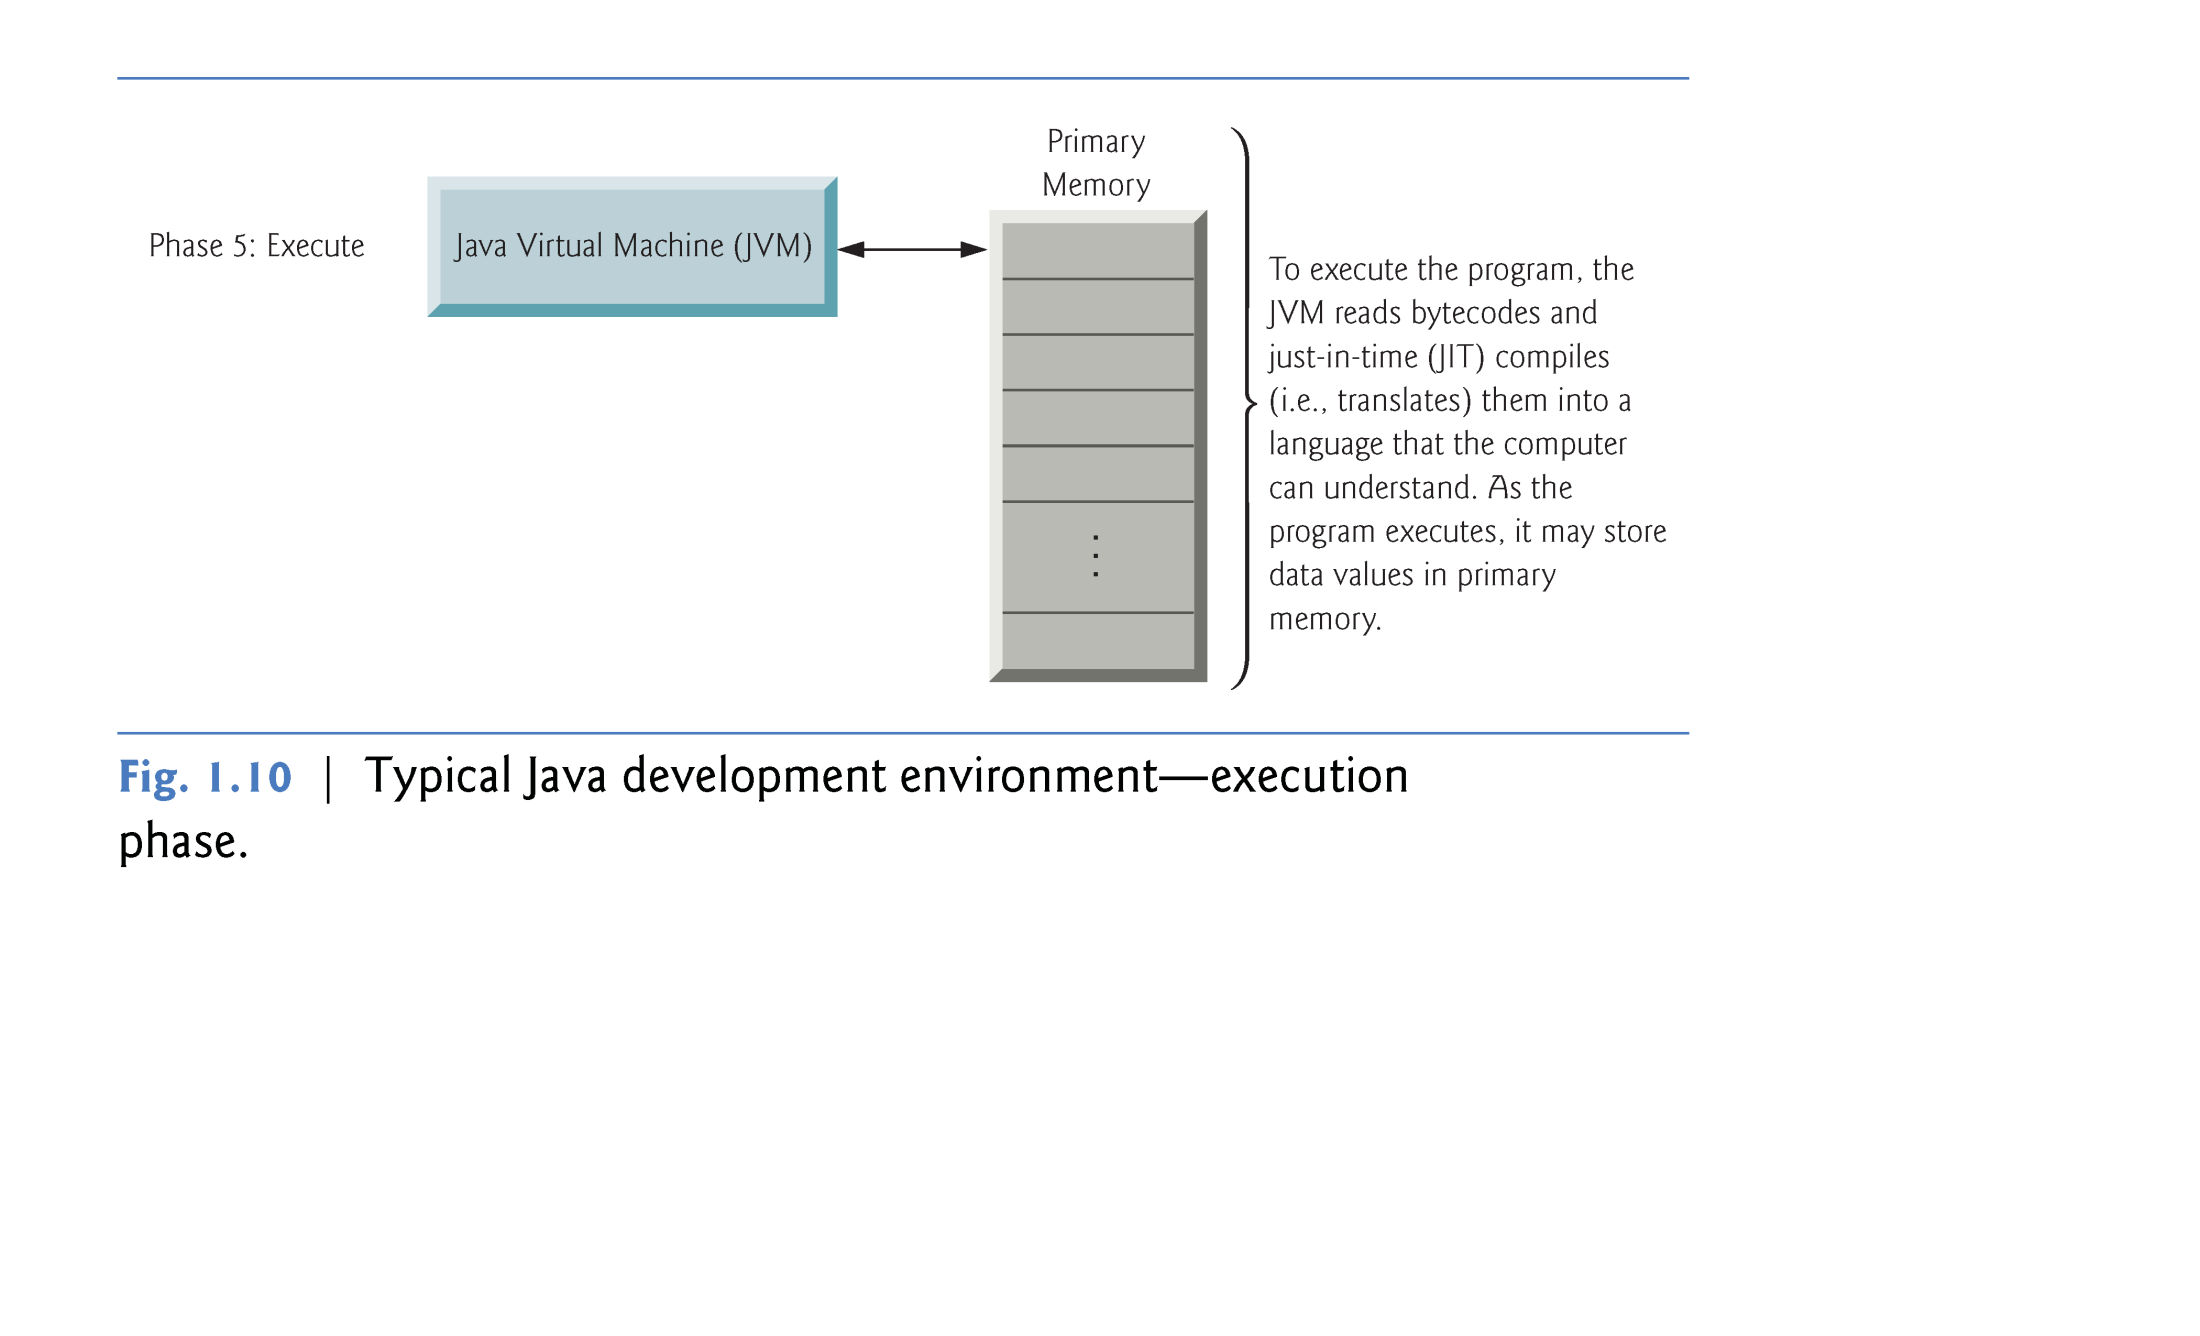 Primary
Memory
Phase 5: Execute
Java Virtual Machine (JVM)
To execute the program, the
JVM reads bytecodes and
just-in-time (JIT) compiles
(i.e., translates) them into a
language that the computer
can understand. As the
program executes, it may store
data values in primary
memory.
Fig. 1.10 | Typical Java development environment—execution
phase.